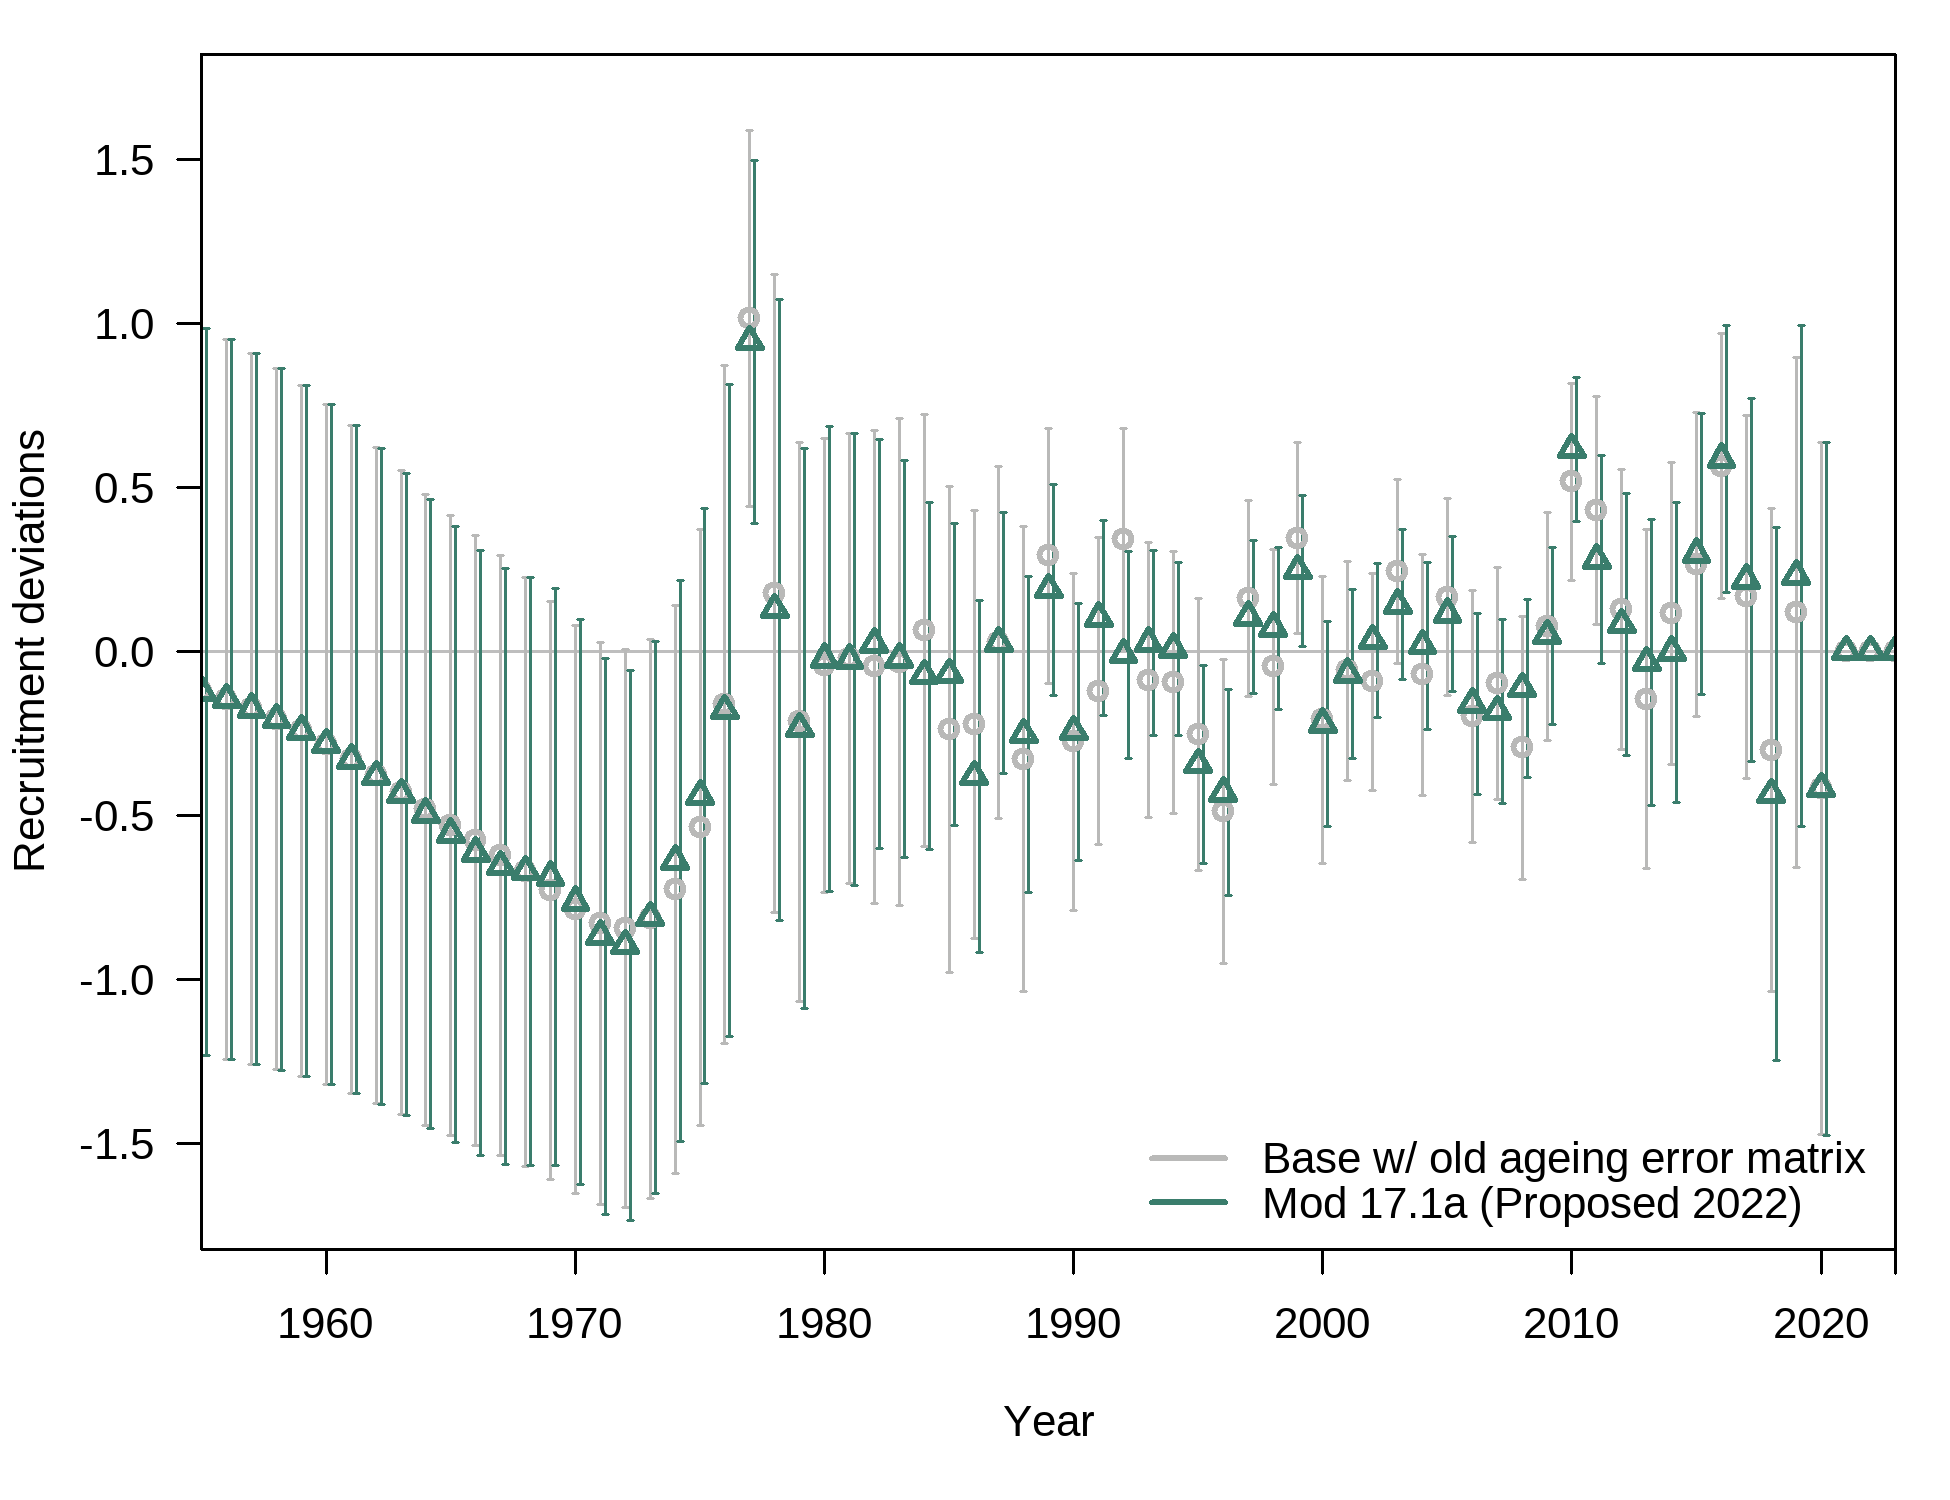 1.5
1.0
0.5
0.0
-0.5
-1.0
-1.5
Recruitment deviations
Base w/ old ageing error matrix
Mod 17.1a (Proposed 2022)
1960 1970 1980 1990 2000 2010 2020
Year